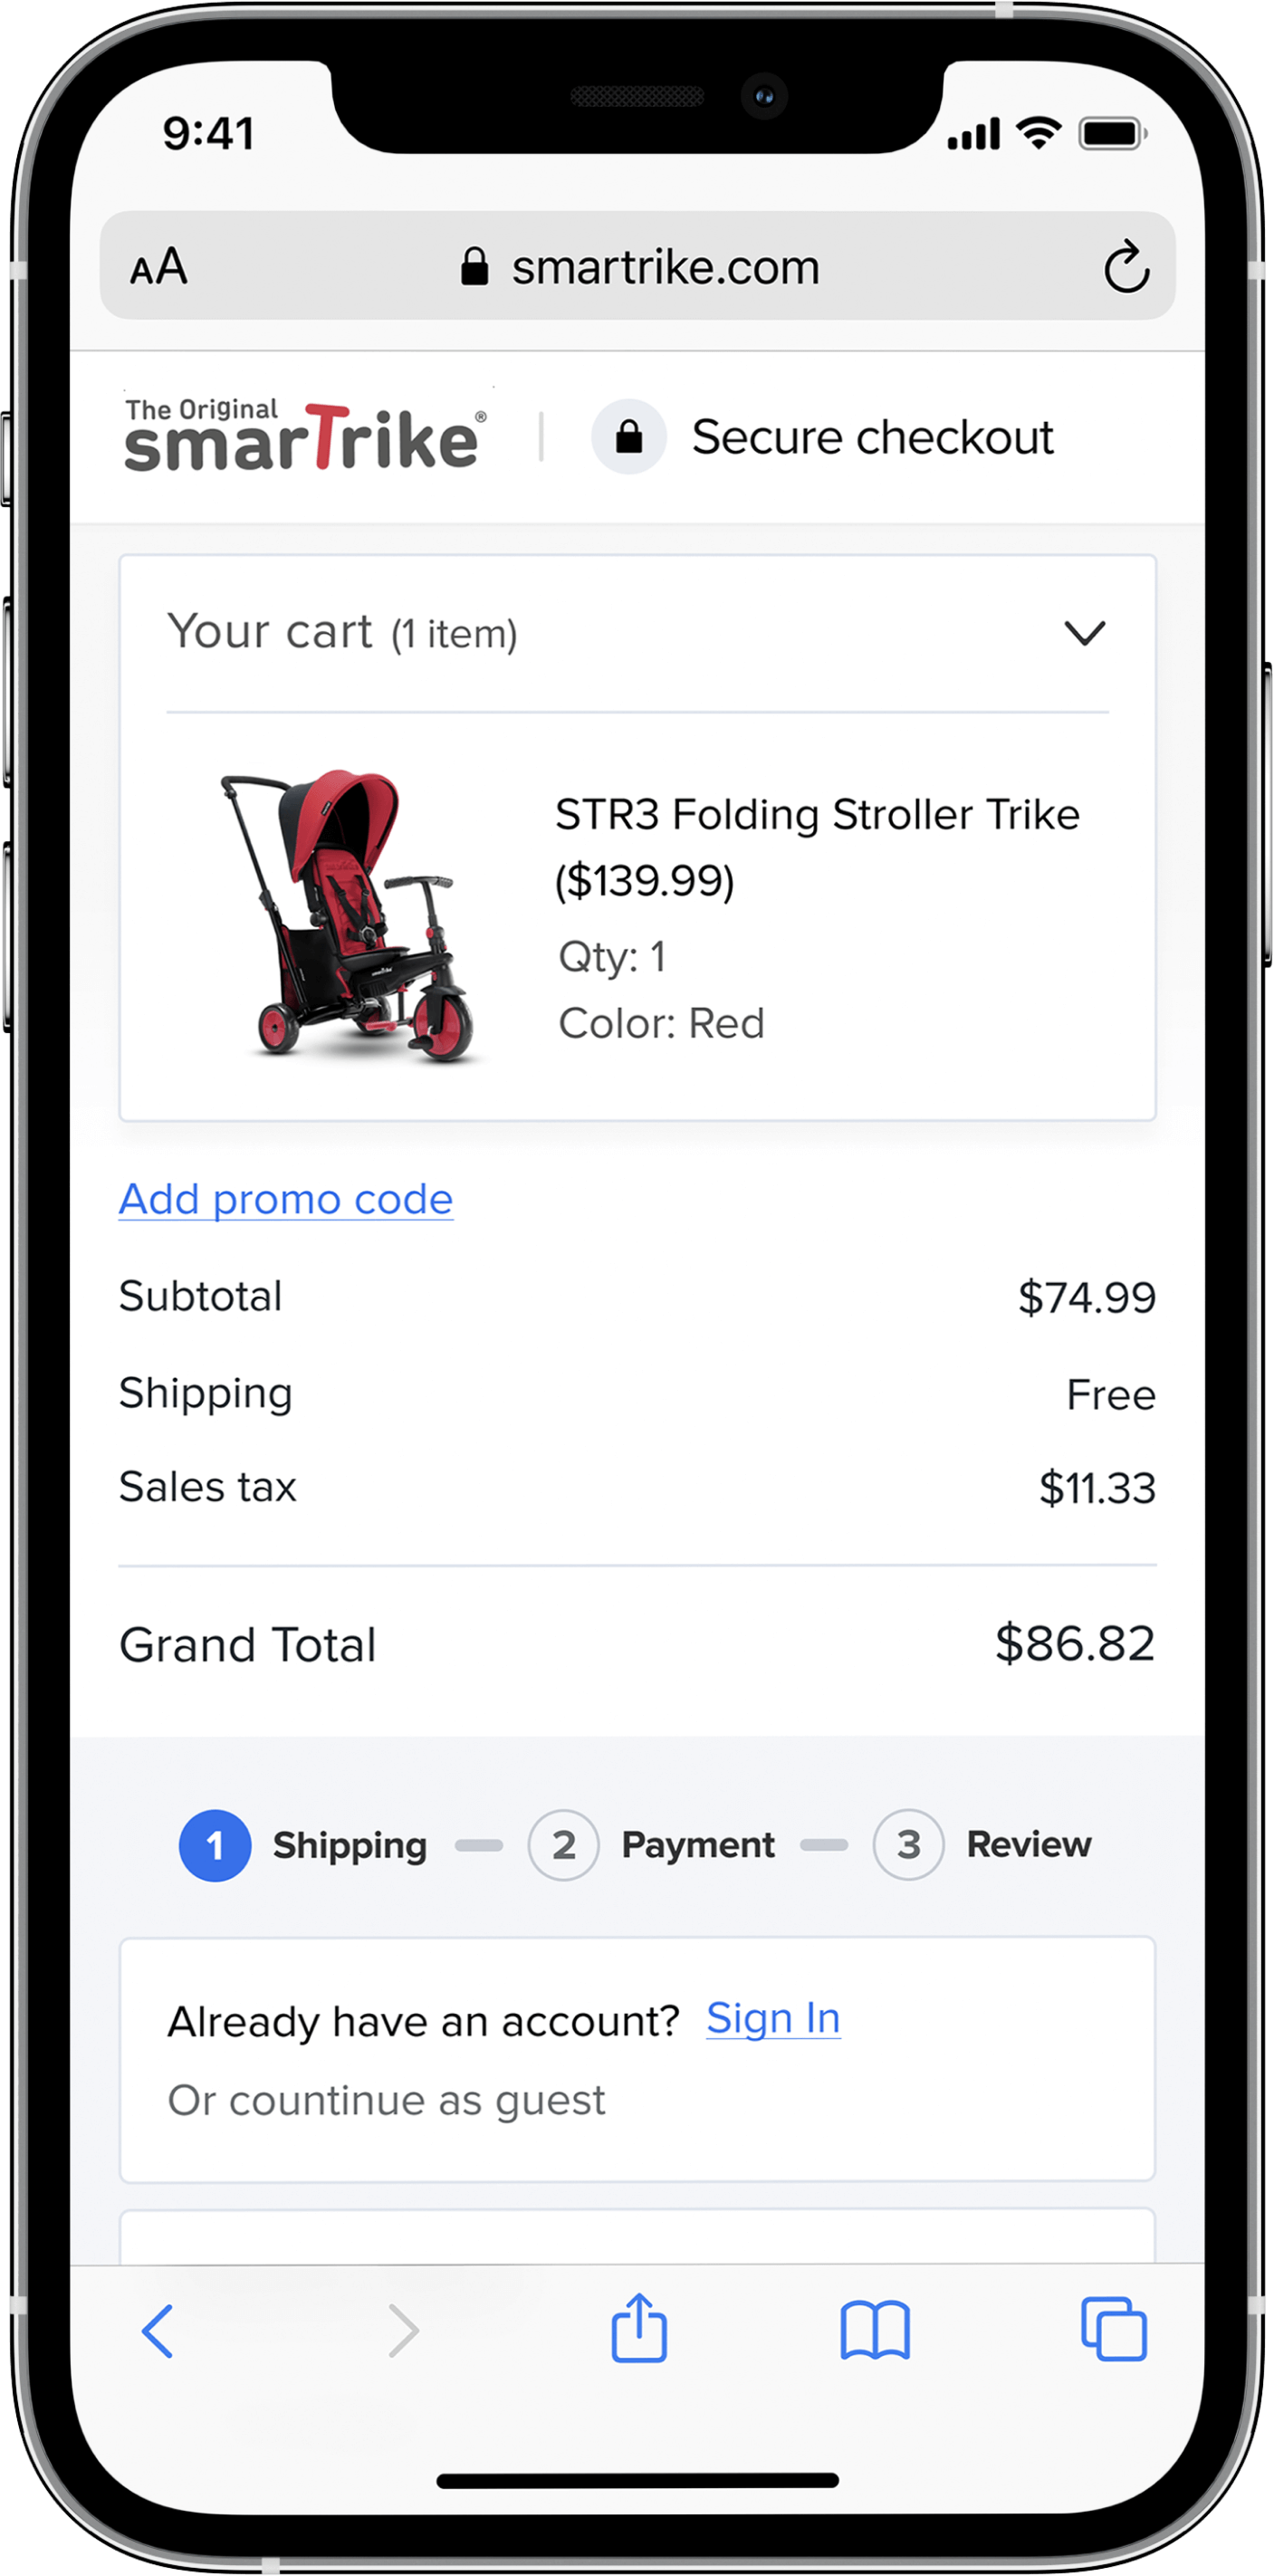 9:41
AA smartrike.com
The Original
smarTrike®
Secure checkout
Your cart (1 item)
STR3 Folding Stroller Trike
($139.99)
Qty: 1
Color: Red
Add promo code
Subtotal $74.99
Shipping Free
Sales tax $11.33
Grand Total $86.82
1 Shipping 2 Payment 3 Review
Already have an account? Sign In
Or countinue as guest